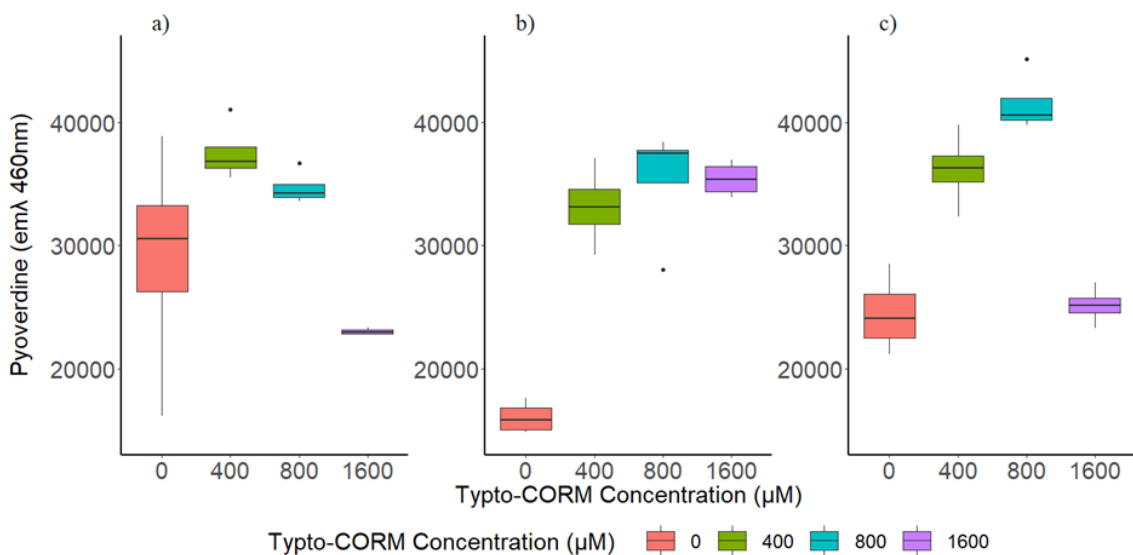 a)
b)
c)
Pyoverdine (emλ 460nm)
40000
30000
20000
40000
30000
20000
40000
30000
20000
0 400 800 1600
0 400 800 1600
0 400 800 1600
Typto-CORM Concentration (µM)
Typto-CORM Concentration (µM) 0 400 800 1600